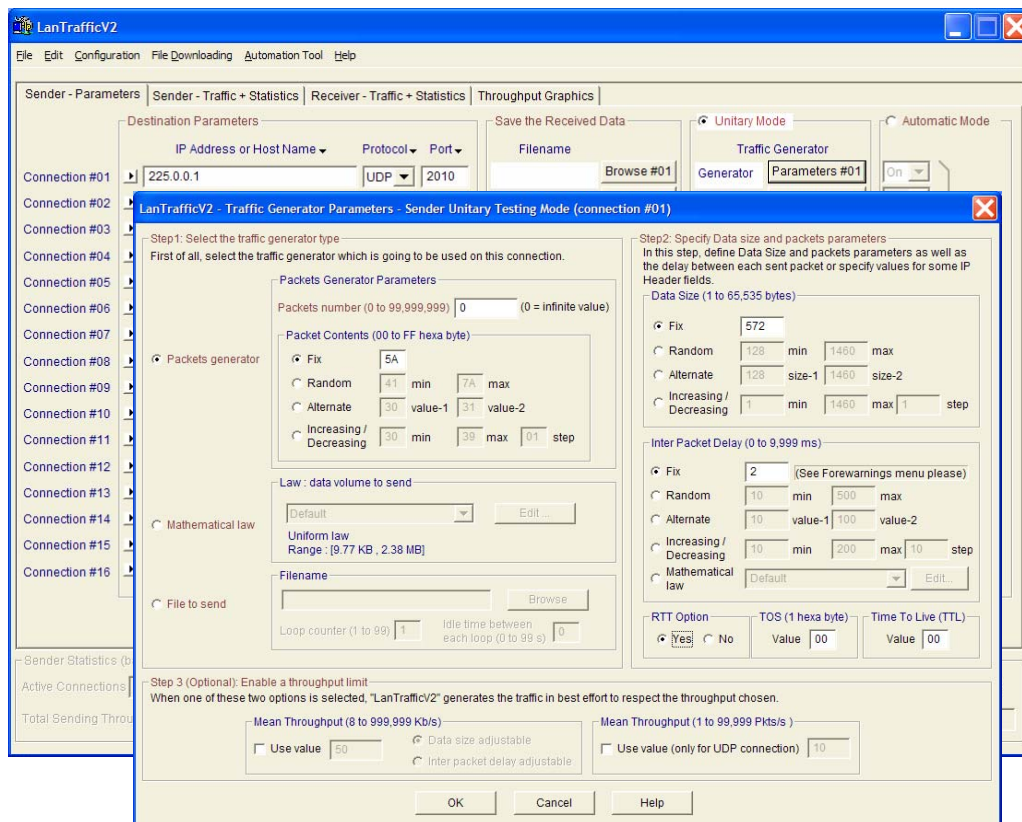 LanTrafficV2
File Edit Configuration File Downloading Automation Tool Help
Sender - Parameters Sender - Traffic + Statistics Receiver - Traffic + Statistics Throughput Graphics
Destination Parameters Save the Received Data Unitary Mode Automatic Mode
IP Address or Host Name Protocol Port Filename Traffic Generator
Connection #01 225.0.0.1 UDP 2010 Browse #01 Generator Parameters #01 On
Connection #02
Connection #03
Connection #04
Connection #05
Connection #06
Connection #07
Connection #08
Connection #09
Connection #10
Connection #11
Connection #12
Connection #13
Connection #14
Connection #15
Connection #16
Sender Statistics
Active Connections
Total Sending
LanTrafficV2 - Traffic Generator Parameters - Sender Unitary Testing Mode (connection #01)
Step1: Select the traffic generator type
First of all, select the traffic generator which is going to be used on this connection.
Packets generator
Packets Generator Parameters
Packets number (0 to 99,999,999) 0 (0 = infinite value)
Packet Contents (00 to FF hexa byte)
Fix 5A
Random 41 min 7A max
Alternate 30 value-1 31 value-2
Increasing /
Decreasing 30 min 39 max 01 step
Mathematical law
Law : data volume to send
Default Edit ...
Uniform law
Range : [9.77 KB , 2.38 MB]
File to send
Filename
Browse
Loop counter (1 to 99) 1 Idle time between
each loop (0 to 99 s) 0
Step2: Specify Data size and packets parameters
In this step, define Data Size and packets parameters as well as
the delay between each sent packet or specify values for some IP
Header fields.
Data Size (1 to 65,535 bytes)
Fix 572
Random 128 min 1460 max
Alternate 128 size-1 1460 size-2
Increasing /
Decreasing 1 min 1460 max 1 step
Inter Packet Delay (0 to 9,999 ms)
Fix 2 (See Forewarnings menu please)
Random 10 min 500 max
Alternate 10 value-1 100 value-2
Increasing /
Decreasing 10 min 200 max 10 step
Mathematical
law Default Edit...
RTT Option TOS (1 hexa byte) Time To Live (TTL)
Yes No Value 00 Value 00
Step 3 (Optional): Enable a throughput limit
When one of these two options is selected, "LanTrafficV2" generates the traffic in best effort to respect the throughput chosen.
Mean Throughput (8 to 999,999 Kb/s)
Use value 50 Data size adjustable
Inter packet delay adjustable
Mean Throughput (1 to 99,999 Pkts/s )
Use value (only for UDP connection) 10
OK Cancel Help